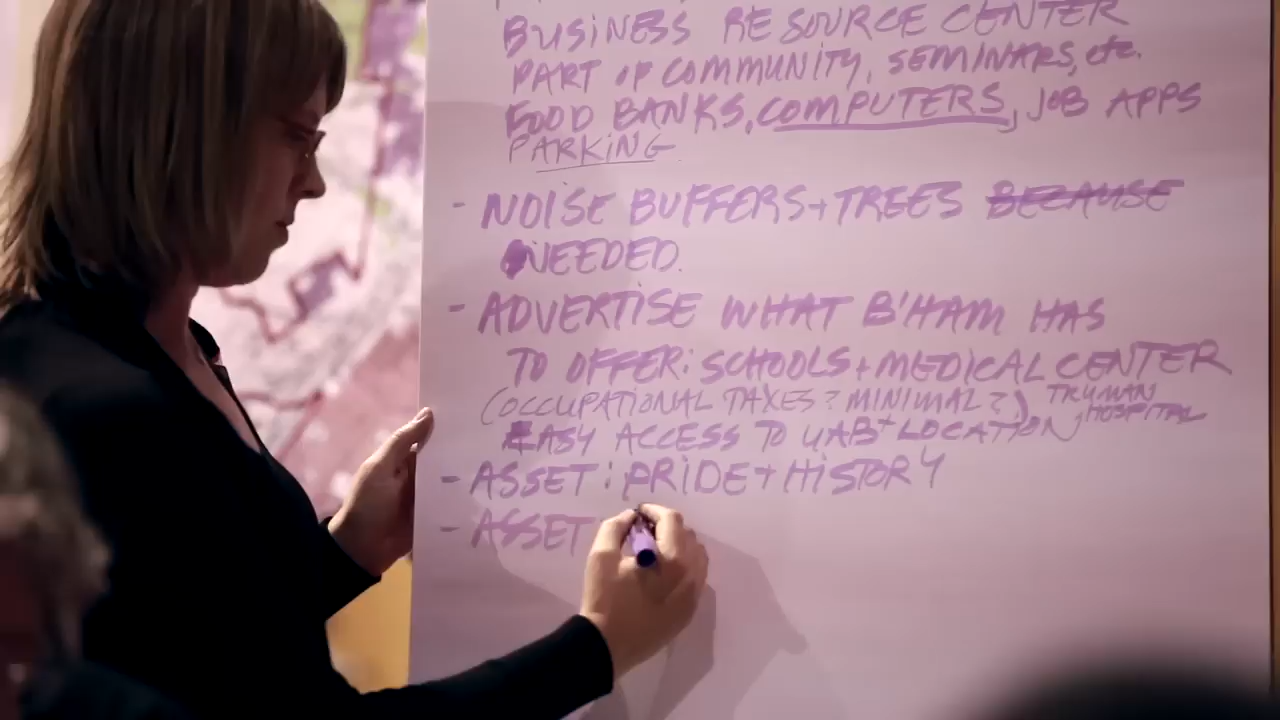 BUSINESS RESOURCE CENTER
PART OF COMMUNITY, SEMINARS, etc.
FOOD BANKS, COMPUTERS, JOB APPS
PARKING
- NOISE BUFFERS + TREES BECAUSE
NEEDED.
- ADVERTISE WHAT B'HAM HAS
TO OFFER: SCHOOLS + MEDICAL CENTER
(OCCUPATIONAL TAXES? MINIMAL?) TRUMAN
HOSPITAL
EASY ACCESS TO UAB + LOCATION
- ASSET: PRIDE + HISTORY
- ASSET